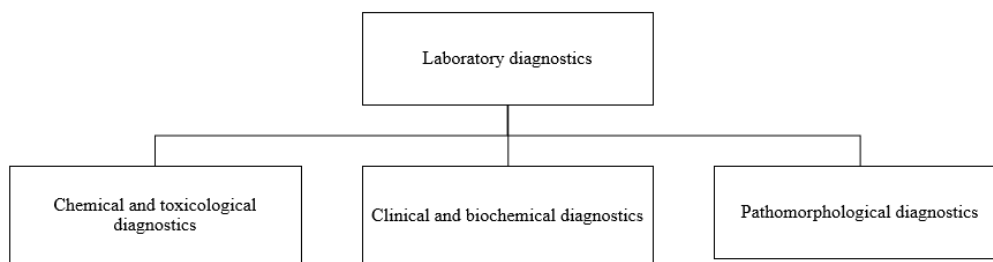 Laboratory diagnostics
Chemical and toxicological
diagnostics
Clinical and biochemical diagnostics
Pathomorphological diagnostics